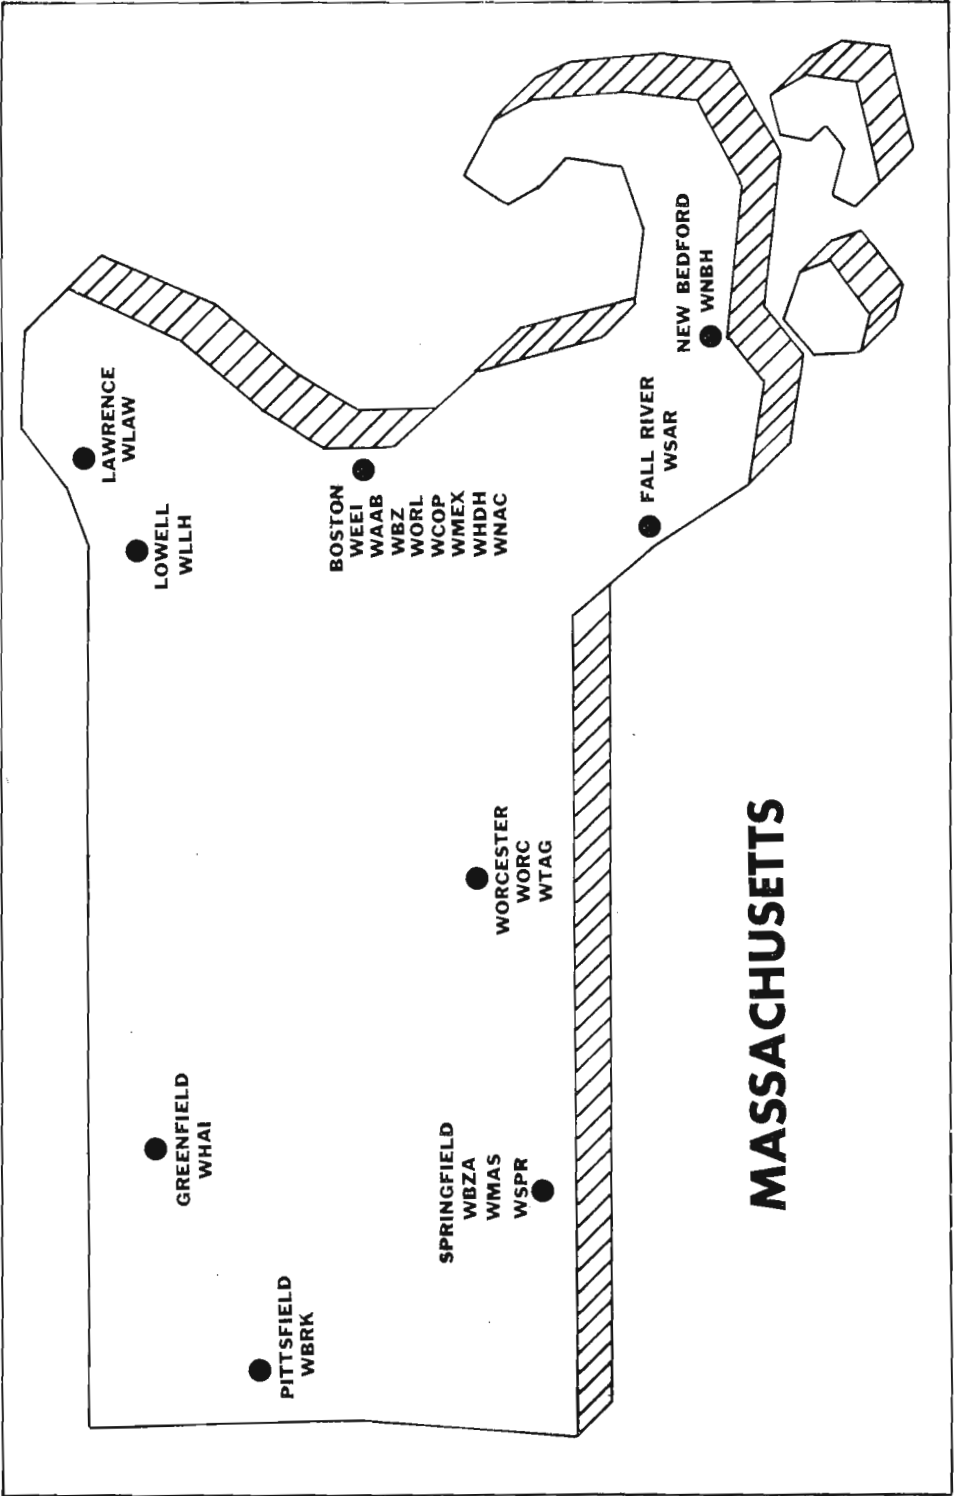 LAWRENCE
WLAW
LOWELL
WLLH
BOSTON
WEEI
WAAB
WBZ
WORL
WCOP
WMEX
WHDH
WNAC
NEW BEDFORD
WNBH
FALL RIVER
WSAR
WORCESTER
WORC
WTAG
GREENFIELD
WHAI
SPRINGFIELD
WBZA
WMAS
WSPR
PITTSFIELD
WBRK
MASSACHUSETTS